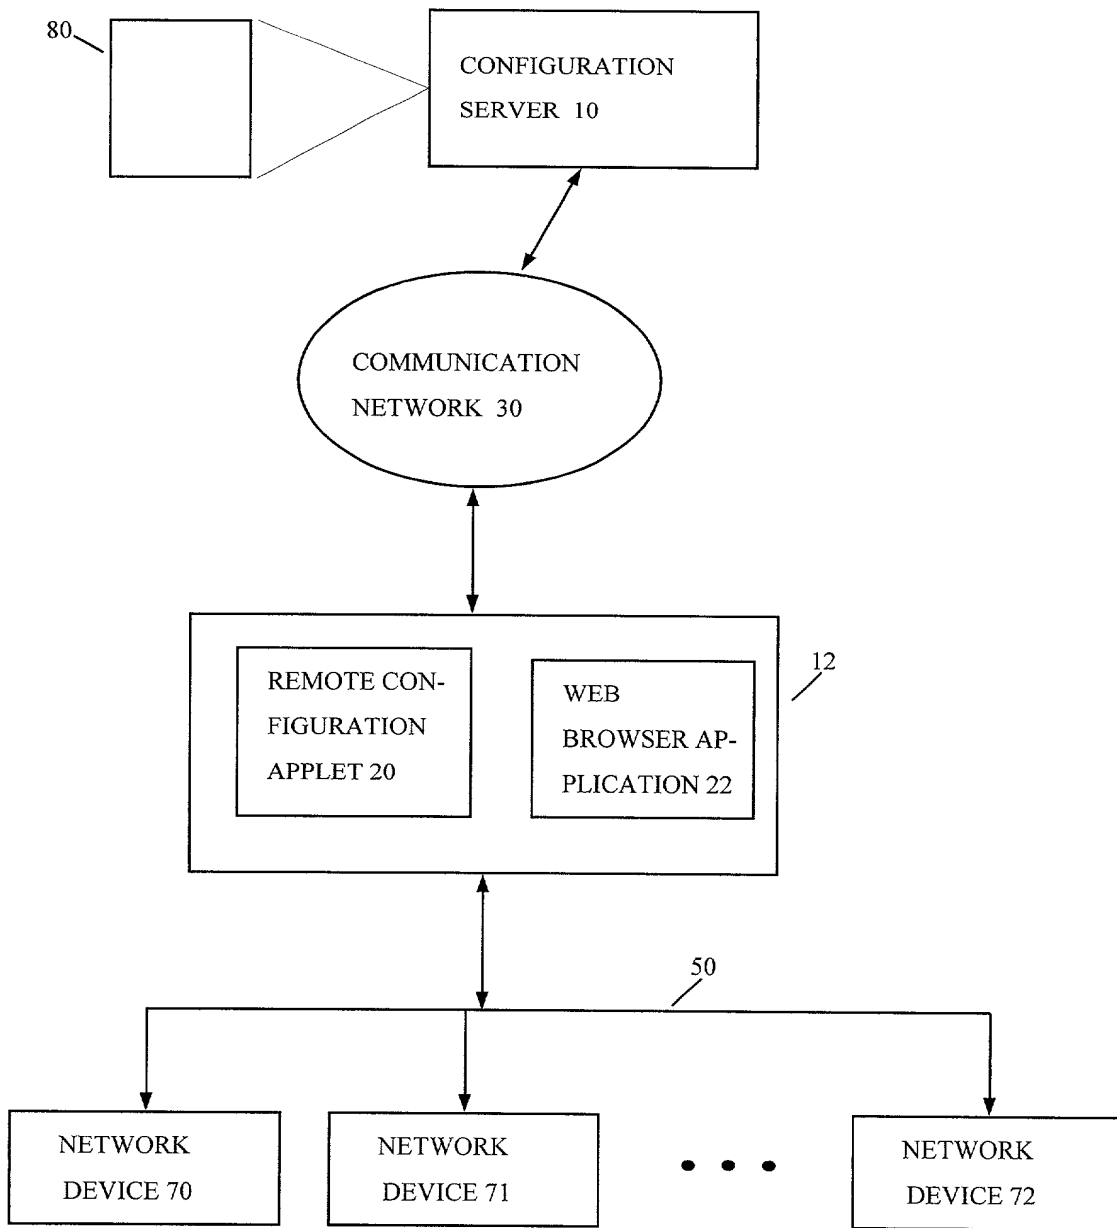 80
CONFIGURATION
SERVER 10
COMMUNICATION
NETWORK 30
12
REMOTE CON-
FIGURATION
APPLET 20
WEB
BROWSER AP-
PLICATION 22
50
NETWORK
DEVICE 70
NETWORK
DEVICE 71
NETWORK
DEVICE 72